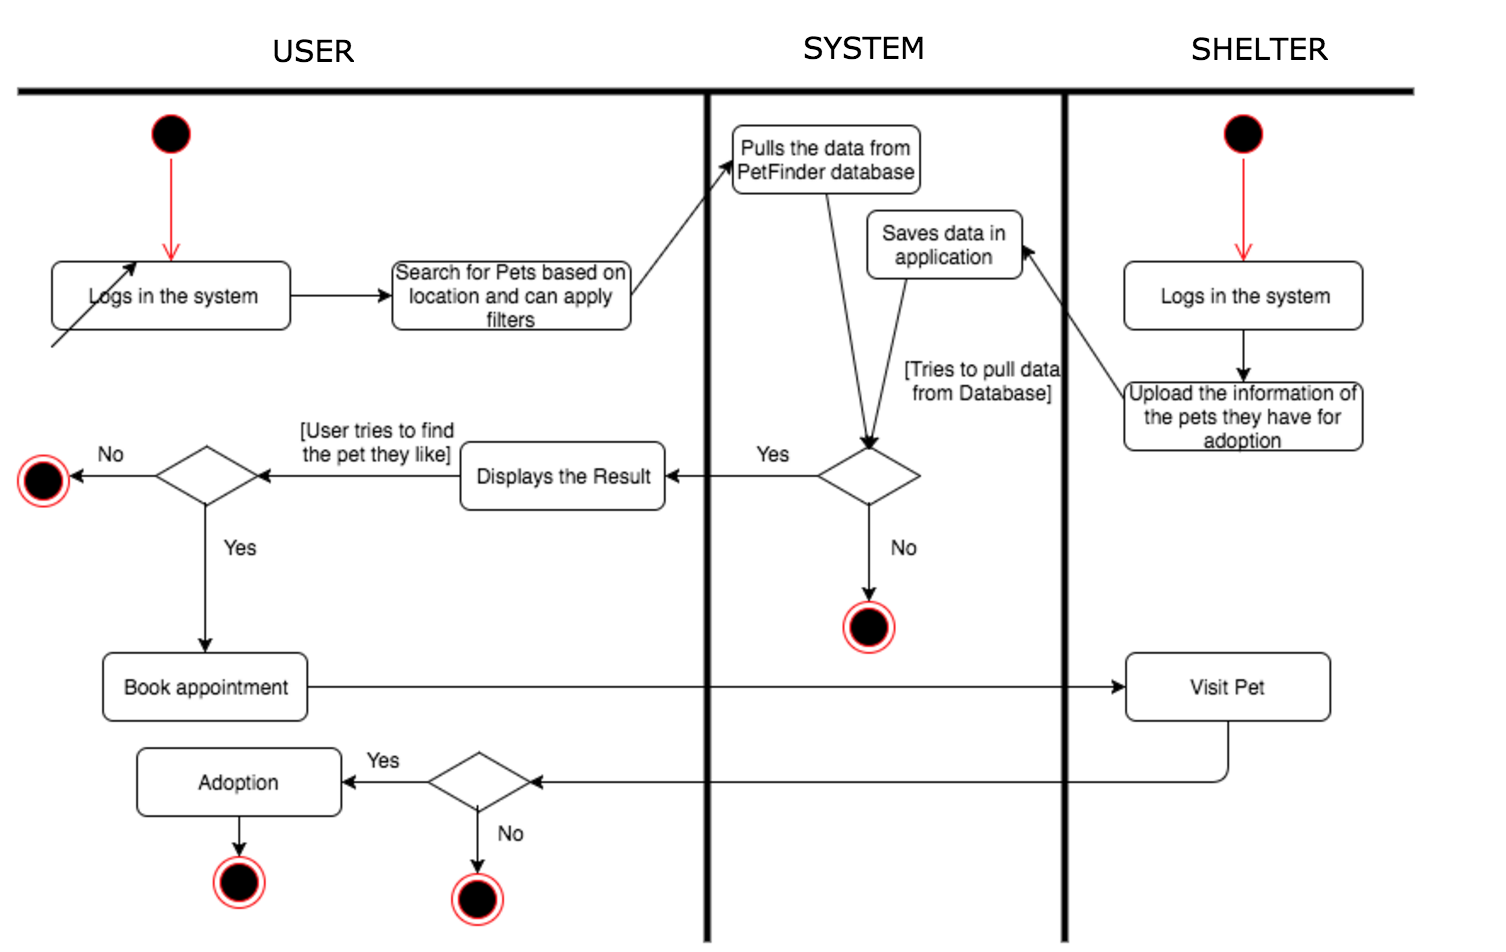 USER
SYSTEM
SHELTER
Pulls the data from
PetFinder database
Saves data in
application
Logs in the system
Search for Pets based on
location and can apply
filters
Logs in the system
[Tries to pull data
from Database]
Upload the information of
the pets they have for
adoption
No
[User tries to find
the pet they like]
Displays the Result
Yes
Yes
No
Book appointment
Visit Pet
Adoption
Yes
No